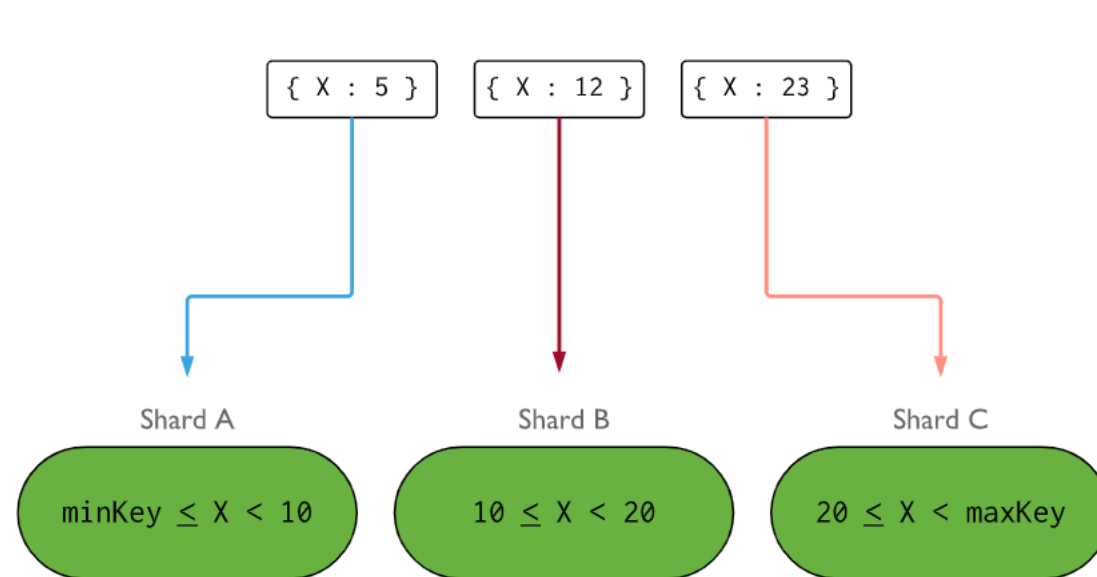 { X : 5 }
{ X : 12 }
{ X : 23 }
Shard A
Shard B
Shard C
minKey ≤ X < 10
10 ≤ X < 20
20 ≤ X < maxKey